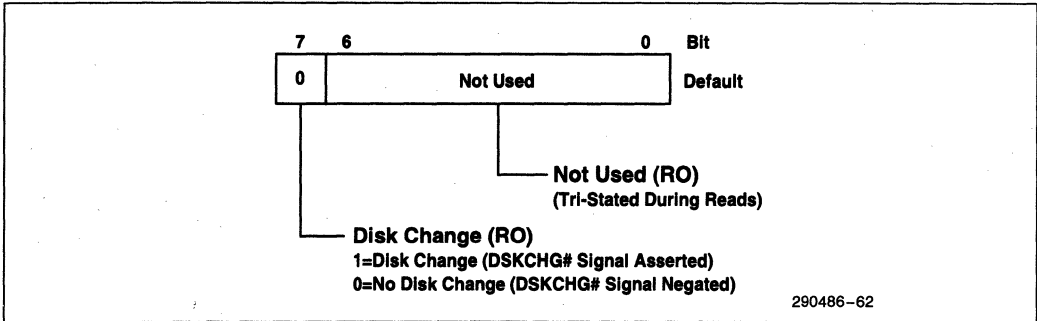 7 6 0 Bit
0 Not Used Default
Not Used (RO)
(Tri-Stated During Reads)
Disk Change (RO)
1=Disk Change (DSKCHG# Signal Asserted)
0=No Disk Change (DSKCHG# Signal Negated)
290486-62